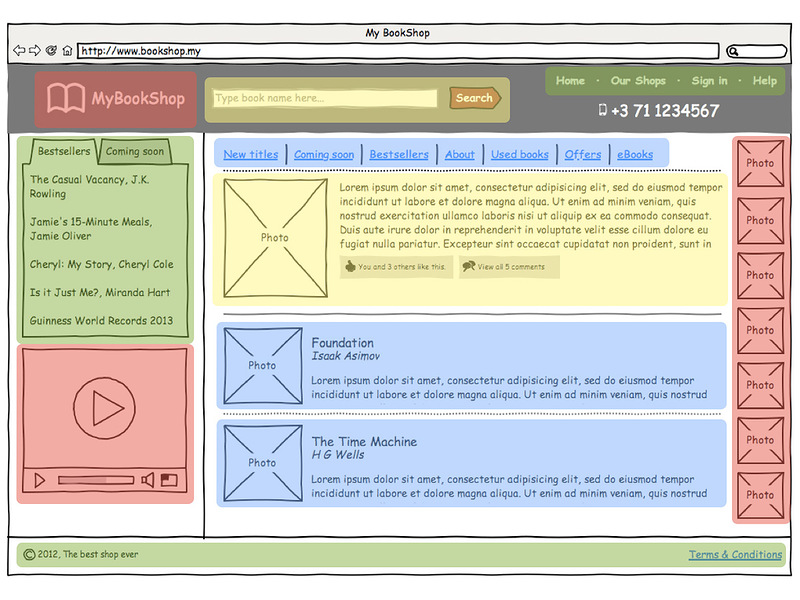 My BookShop
http://www.bookshop.my
MyBookShop
Type book name here...
Search
Home · Our Shops · Sign in · Help
+3 71 1234567
Bestsellers
Coming soon
The Casual Vacancy, J.K.
Rowling
Jamie's 15-Minute Meals,
Jamie Oliver
Cheryl: My Story, Cheryl Cole
Is it Just Me?, Miranda Hart
Guinness World Records 2013
New titles
Coming soon
Bestsellers
About
Used books
Offers
eBooks
Photo
Lorem ipsum dolor sit amet, consectetur adipisicing elit, sed do eiusmod tempor
incididunt ut labore et dolore magna aliqua. Ut enim ad minim veniam, quis
nostrud exercitation ullamco laboris nisi ut aliquip ex ea commodo consequat.
Duis aute irure dolor in reprehenderit in voluptate velit esse cillum dolore eu
fugiat nulla pariatur. Excepteur sint occaecat cupidatat non proident, sunt in
You and 3 others like this.
View all 5 comments
Photo
Foundation
Isaak Asimov
Lorem ipsum dolor sit amet, consectetur adipisicing elit, sed do eiusmod tempor
incididunt ut labore et dolore magna aliqua. Ut enim ad minim veniam, quis nostrud
Photo
The Time Machine
H G Wells
Lorem ipsum dolor sit amet, consectetur adipisicing elit, sed do eiusmod tempor
incididunt ut labore et dolore magna aliqua. Ut enim ad minim veniam, quis nostrud
Photo
Photo
Photo
Photo
Photo
Photo
Photo
© 2012, The best shop ever
Terms & Conditions